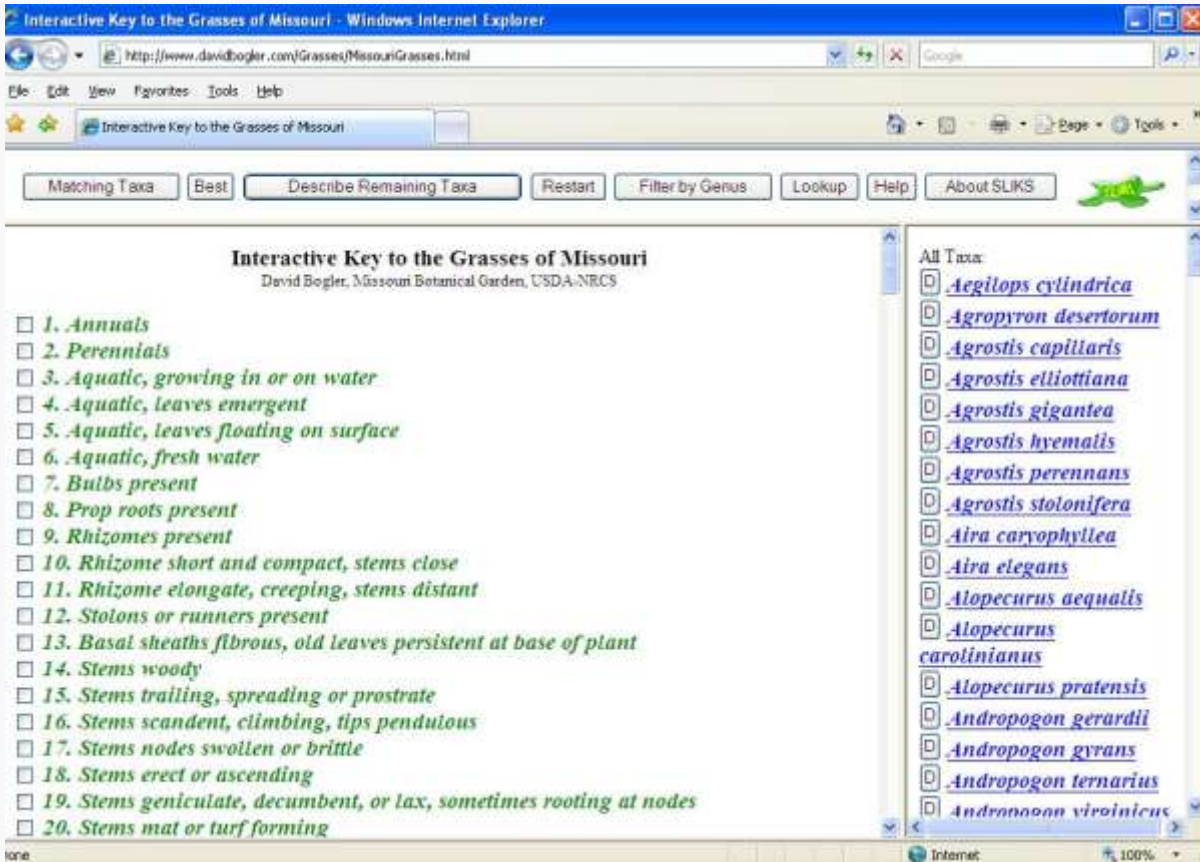 Interactive Key to the Grasses of Missouri - Windows Internet Explorer
http://www.davidbogler.com/Grasses/MissouriGrasses.html
Google
File Edit View Favorites Tools Help
Interactive Key to the Grasses of Missouri
Page Tools
Matching Taxa Best Describe Remaining Taxa Restart Filter by Genus Lookup Help About SLIKS
Interactive Key to the Grasses of Missouri
David Bogler, Missouri Botanical Garden, USDA-NRCS
1. Annuals
2. Perennials
3. Aquatic, growing in or on water
4. Aquatic, leaves emergent
5. Aquatic, leaves floating on surface
6. Aquatic, fresh water
7. Bulbs present
8. Prop roots present
9. Rhizomes present
10. Rhizome short and compact, stems close
11. Rhizome elongate, creeping, stems distant
12. Stolons or runners present
13. Basal sheaths fibrous, old leaves persistent at base of plant
14. Stems woody
15. Stems trailing, spreading or prostrate
16. Stems scandent, climbing, tips pendulous
17. Stems nodes swollen or brittle
18. Stems erect or ascending
19. Stems geniculate, decumbent, or lax, sometimes rooting at nodes
20. Stems mat or turf forming
All Taxa:
D Aegilops cylindrica
D Agropyron desertorum
D Agrostis capillaris
D Agrostis elliottiana
D Agrostis gigantea
D Agrostis hyemalis
D Agrostis perennans
D Agrostis stolonifera
D Aira caryophyllea
D Aira elegans
D Alopecurus aequalis
D Alopecurus
carolinianus
D Alopecurus pratensis
D Andropogon gerardii
D Andropogon gyrans
D Andropogon ternarius
D Andropogon virginicus
Internet 100%